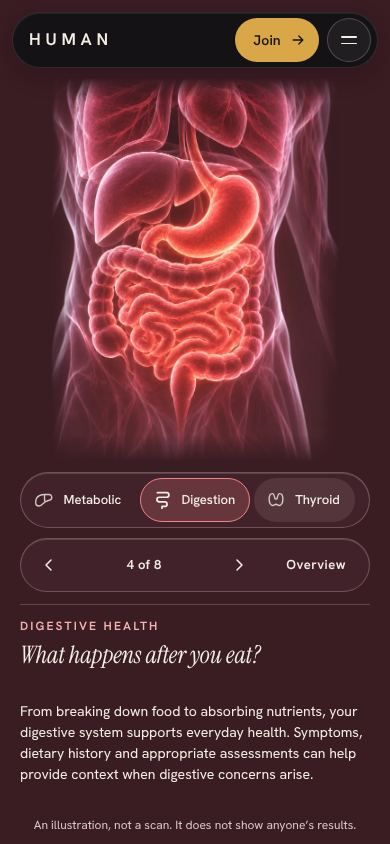 HUMAN
Join →
Metabolic
Digestion
Thyroid
4 of 8
Overview
DIGESTIVE HEALTH
What happens after you eat?
From breaking down food to absorbing nutrients, your
digestive system supports everyday health. Symptoms,
dietary history and appropriate assessments can help
provide context when digestive concerns arise.
An illustration, not a scan. It does not show anyone’s results.